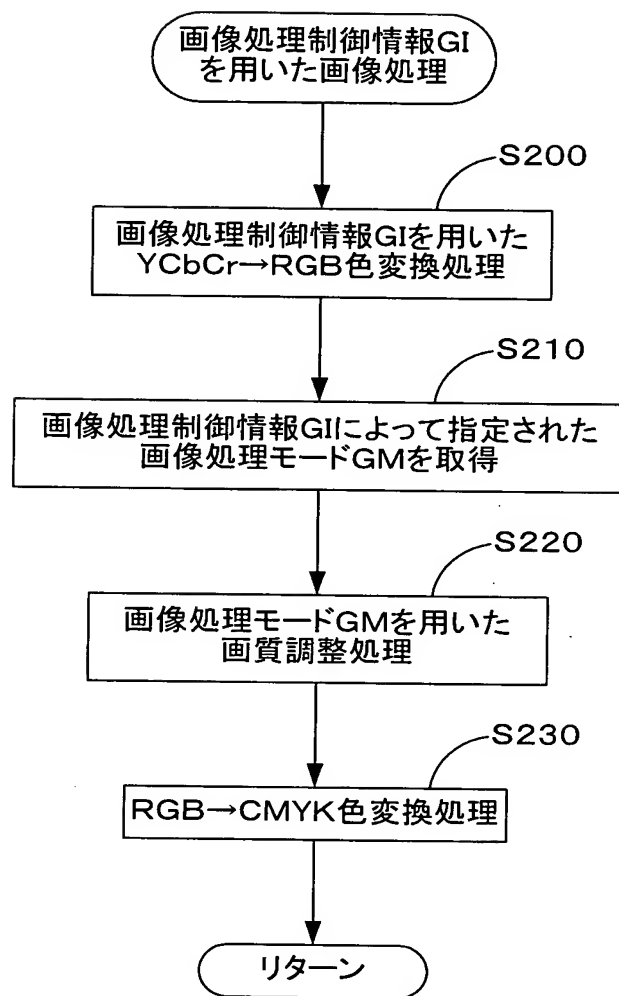 画像処理制御情報GI
を用いた画像処理
S200
画像処理制御情報GIを用いた
YCbCr→RGB色変換処理
S210
画像処理制御情報GIによって指定された
画像処理モードGMを取得
S220
画像処理モードGMを用いた
画質調整処理
S230
RGB→CMYK色変換処理
リターン